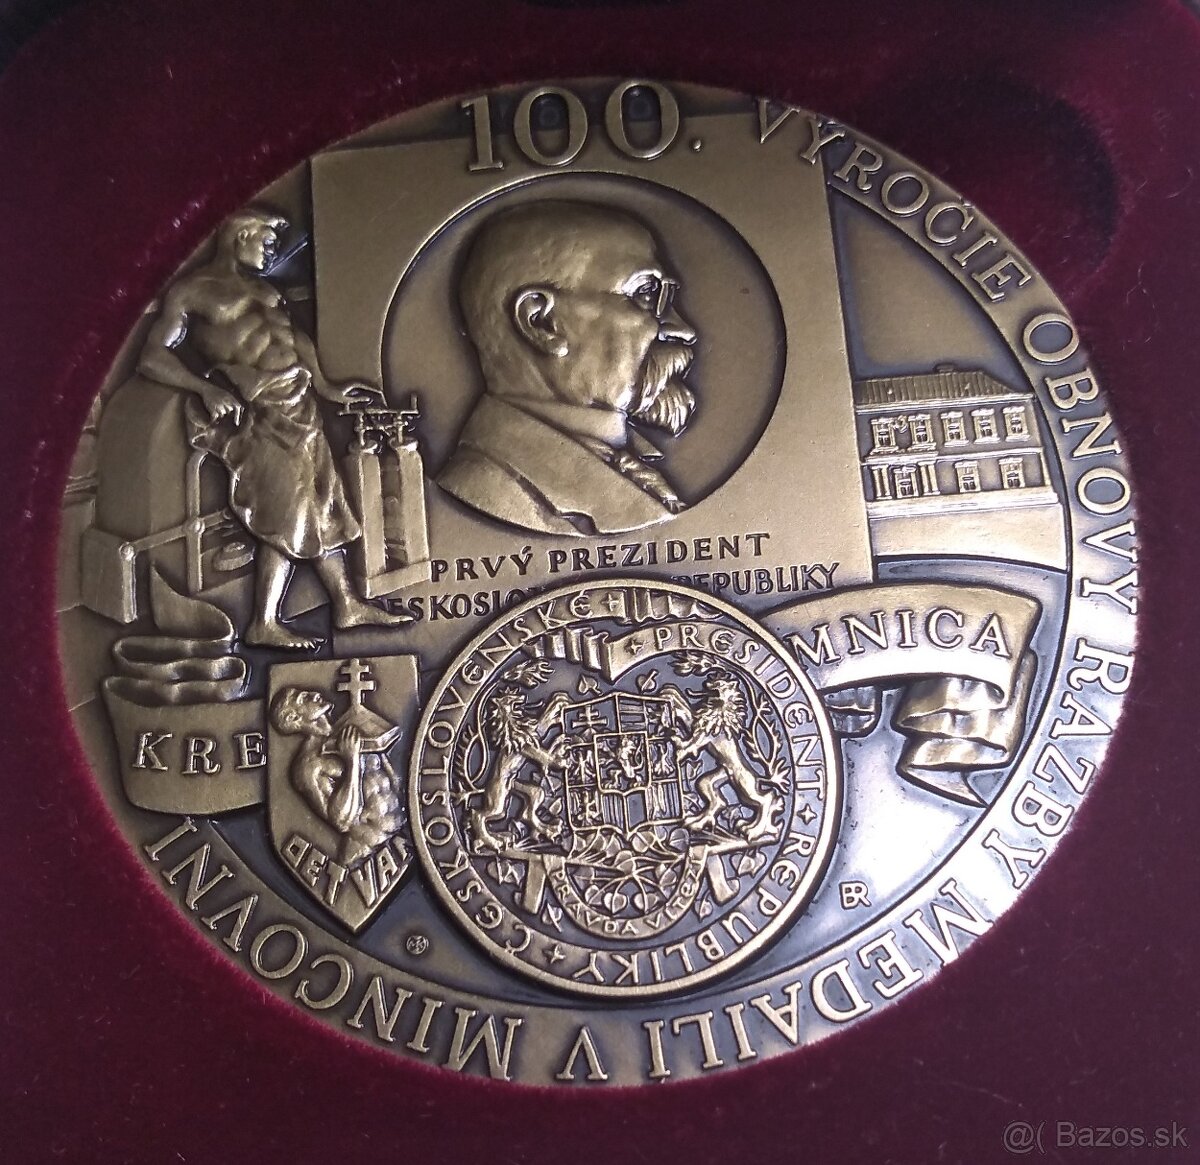 100. VÝROČIE OBNOVY RAZBY MEDAILÍ V MINCOVNI
PRVÝ PREZIDENT
REPUBLIKY
KRE
MNICA
DETVAN
PRESIDENT REPUBLIKY ČESKOSLOVENSKÉ
PRAVDA VÍTĚZÍ
BR
@( Bazos.sk